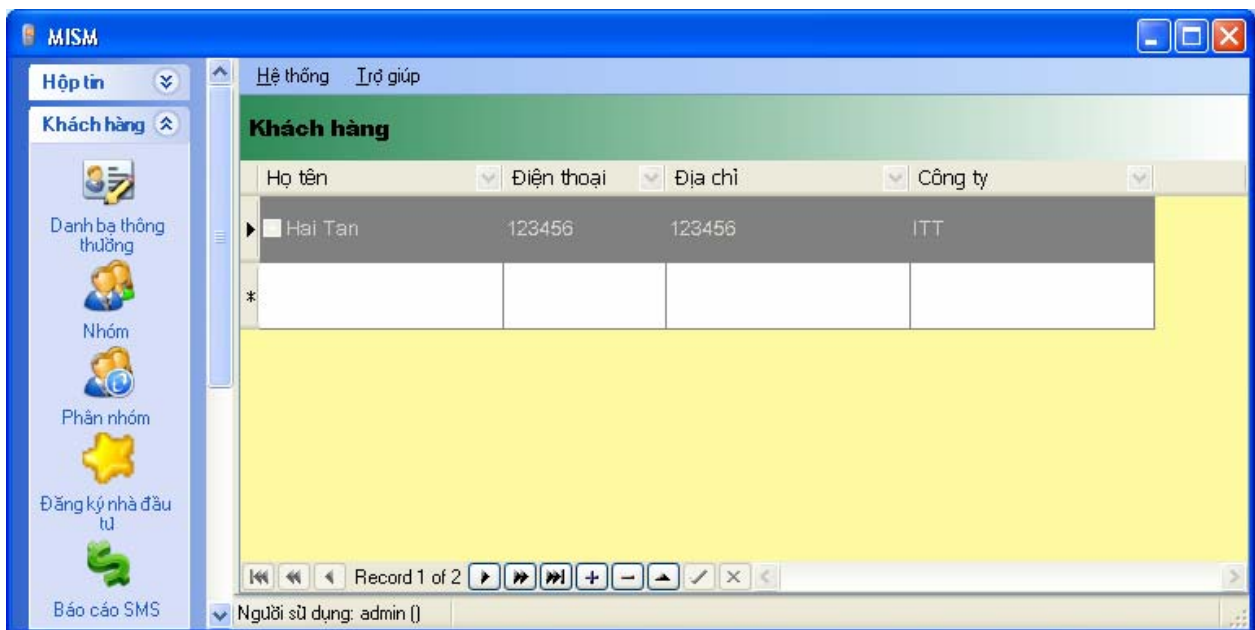 MISM
Hộp tin
Khách hàng
Danh bạ thông
thường
Nhóm
Phân nhóm
Đăng ký nhà đầu
tư
Báo cáo SMS
Hệ thống Trợ giúp
Khách hàng
Họ tên Điện thoại Địa chỉ Công ty
Hai Tan 123456 123456 ITT
*
Record 1 of 2
Người sử dụng: admin ()